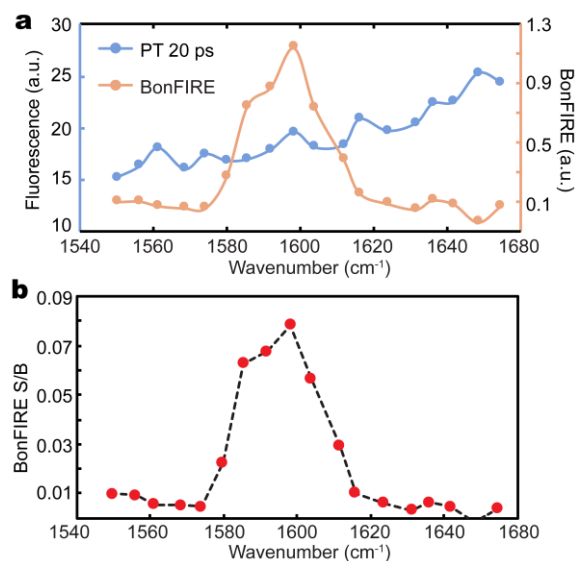 a
30
25
20
15
10
Fluorescence (a.u.)
PT 20 ps
BonFIRE
1.3
0.9
0.5
0.1
BonFIRE (a.u.)
1540 1560 1580 1600 1620 1640 1660 1680
Wavenumber (cm⁻¹)
b
0.09
0.07
0.05
0.03
0.01
BonFIRE S/B
1540 1560 1580 1600 1620 1640 1660 1680
Wavenumber (cm⁻¹)